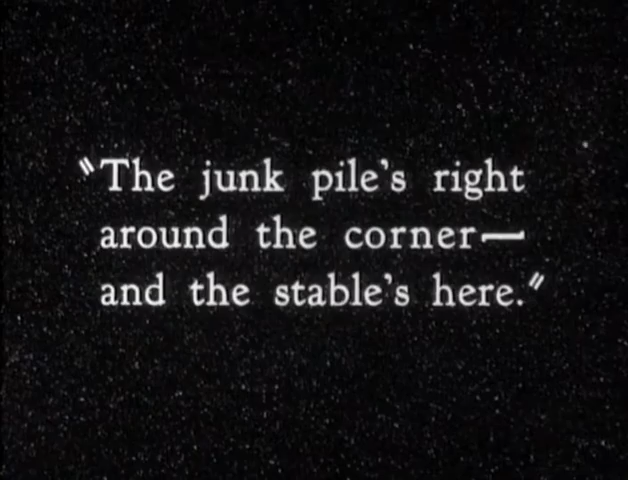 "The junk pile's right
around the corner—
and the stable's here."